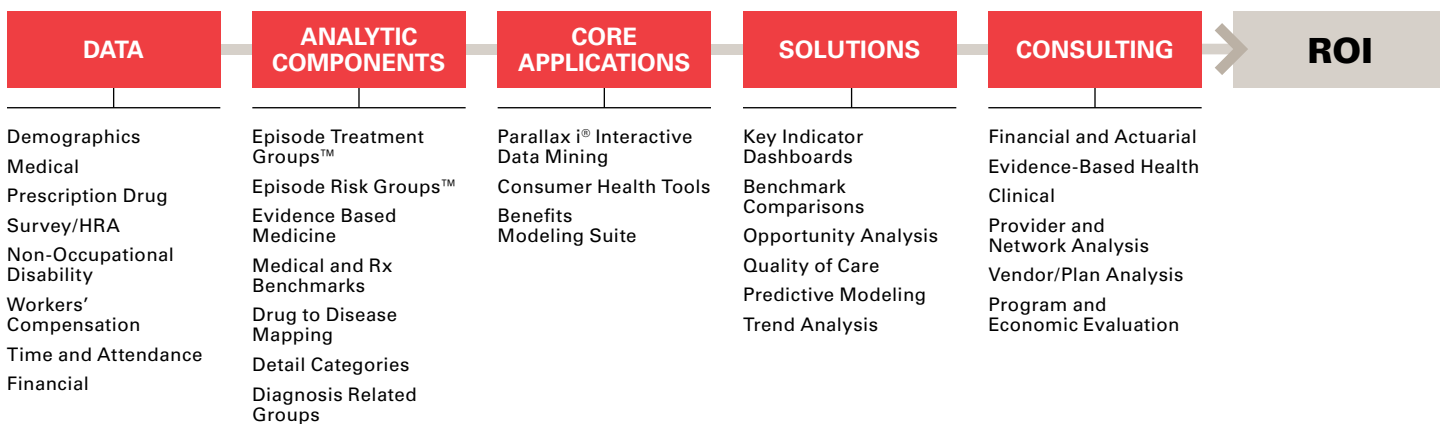 DATA
ANALYTIC
COMPONENTS
CORE
APPLICATIONS
SOLUTIONS
CONSULTING
ROI
Demographics
Medical
Prescription Drug
Survey/HRA
Non-Occupational
Disability
Workers’
Compensation
Time and Attendance
Financial
Episode Treatment
Groups™
Episode Risk Groups™
Evidence Based
Medicine
Medical and Rx
Benchmarks
Drug to Disease
Mapping
Detail Categories
Diagnosis Related
Groups
Parallax i® Interactive
Data Mining
Consumer Health Tools
Benefits
Modeling Suite
Key Indicator
Dashboards
Benchmark
Comparisons
Opportunity Analysis
Quality of Care
Predictive Modeling
Trend Analysis
Financial and Actuarial
Evidence-Based Health
Clinical
Provider and
Network Analysis
Vendor/Plan Analysis
Program and
Economic Evaluation